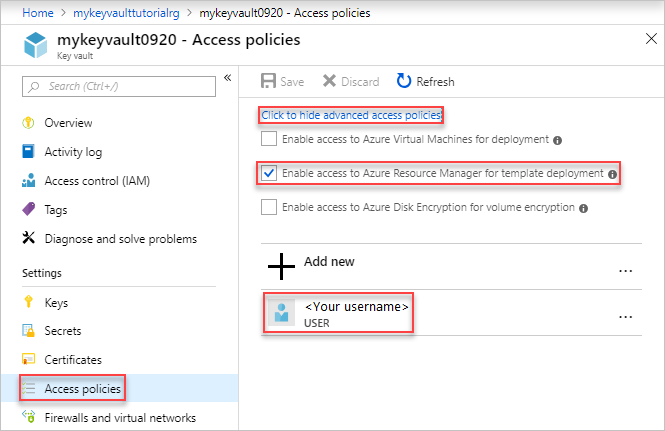 Home > mykeyvaulttutorialrg > mykeyvault0920 - Access policies
mykeyvault0920 - Access policies
Key vault
Search (Ctrl+/)
Overview
Activity log
Access control (IAM)
Tags
Diagnose and solve problems
Settings
Keys
Secrets
Certificates
Access policies
Firewalls and virtual networks
Save Discard Refresh
Click to hide advanced access policies
Enable access to Azure Virtual Machines for deployment
Enable access to Azure Resource Manager for template deployment
Enable access to Azure Disk Encryption for volume encryption
Add new
<Your username>
USER